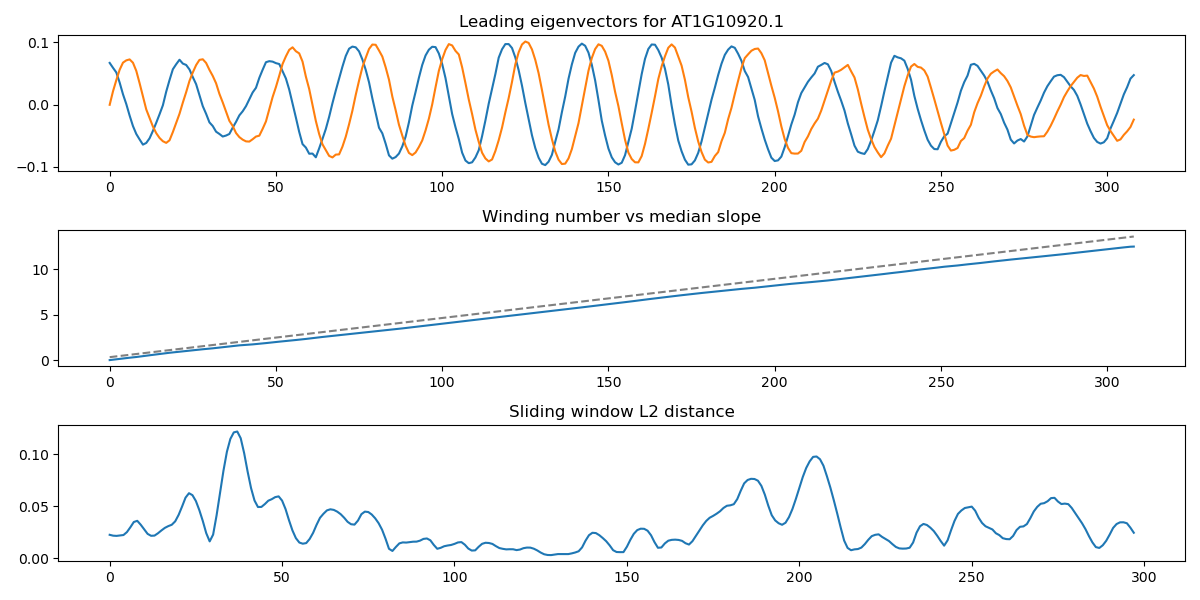 Leading eigenvectors for AT1G10920.1
0.1
0.0
−0.1
0 50 100 150 200 250 300
Winding number vs median slope
10
5
0
0 50 100 150 200 250 300
Sliding window L2 distance
0.10
0.05
0.00
0 50 100 150 200 250 300